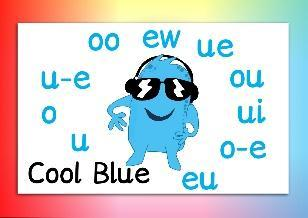 oo ew ue
u-e ou
o ui
u o-e
Cool Blue eu